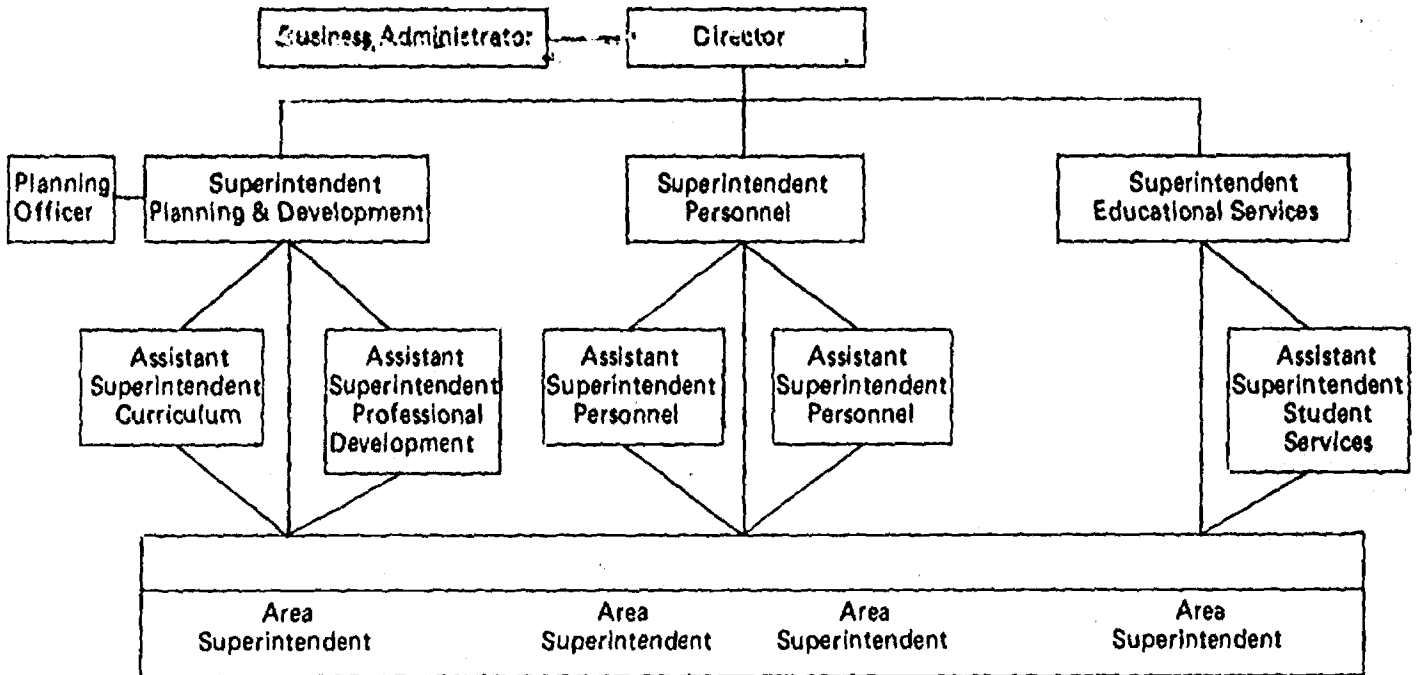 Business Administrator
Director
Planning
Officer
Superintendent
Planning & Development
Superintendent
Personnel
Superintendent
Educational Services
Assistant
Superintendent
Curriculum
Assistant
Superintendent
Professional
Development
Assistant
Superintendent
Personnel
Assistant
Superintendent
Personnel
Assistant
Superintendent
Student
Services
Area
Superintendent
Area
Superintendent
Area
Superintendent
Area
Superintendent